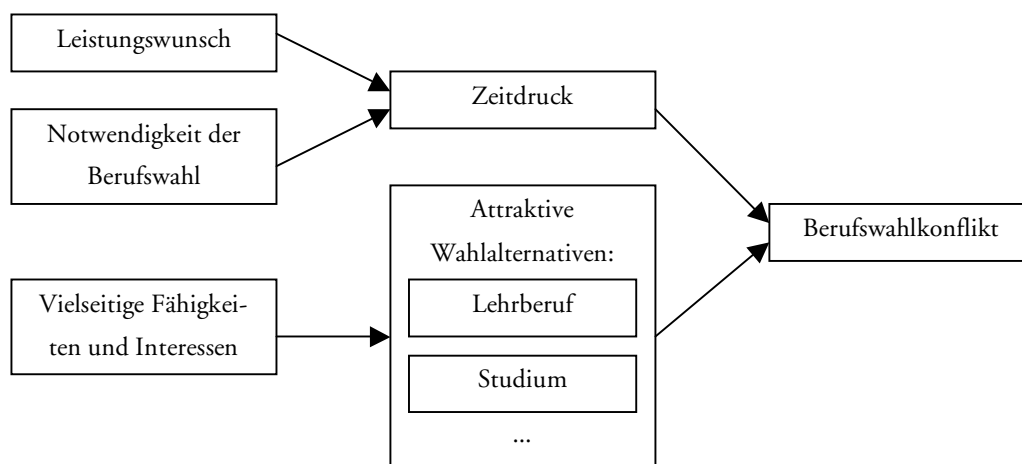 Leistungswunsch
Notwendigkeit der
Berufswahl
Vielseitige Fähigkei-
ten und Interessen
Zeitdruck
Attraktive
Wahlalternativen:
Lehrberuf
Studium
...
Berufswahlkonflikt